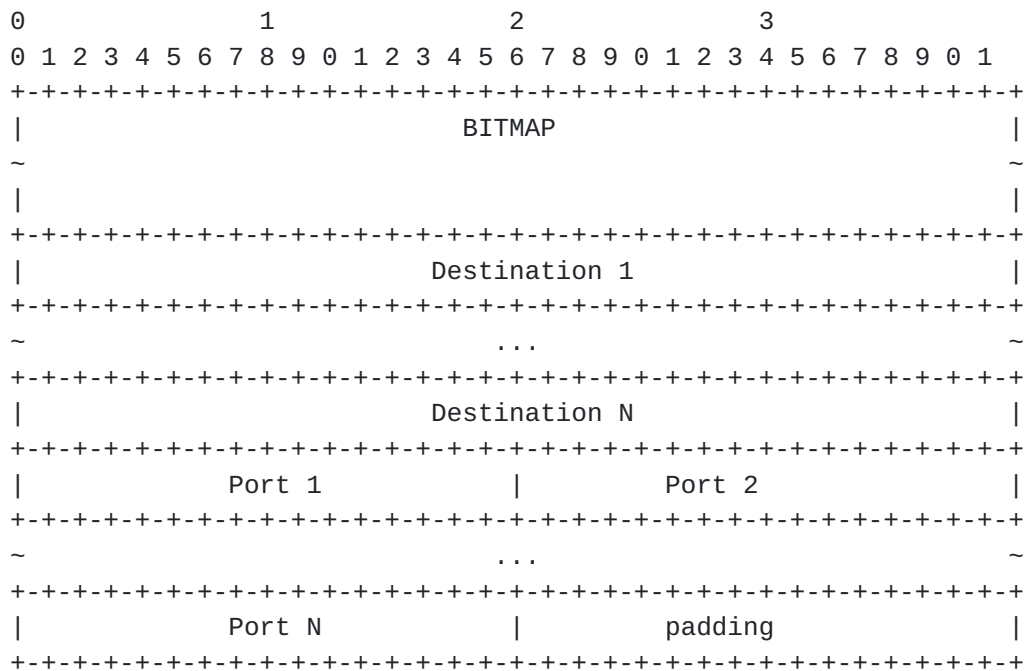 0                   1                   2                   3
0 1 2 3 4 5 6 7 8 9 0 1 2 3 4 5 6 7 8 9 0 1 2 3 4 5 6 7 8 9 0 1
+-+-+-+-+-+-+-+-+-+-+-+-+-+-+-+-+-+-+-+-+-+-+-+-+-+-+-+-+-+-+-+-+
|                            BITMAP                             |
~                                                               ~
|                                                               |
+-+-+-+-+-+-+-+-+-+-+-+-+-+-+-+-+-+-+-+-+-+-+-+-+-+-+-+-+-+-+-+-+
|                          Destination 1                        |
+-+-+-+-+-+-+-+-+-+-+-+-+-+-+-+-+-+-+-+-+-+-+-+-+-+-+-+-+-+-+-+-+
~                              ...                              ~
+-+-+-+-+-+-+-+-+-+-+-+-+-+-+-+-+-+-+-+-+-+-+-+-+-+-+-+-+-+-+-+-+
|                          Destination N                        |
+-+-+-+-+-+-+-+-+-+-+-+-+-+-+-+-+-+-+-+-+-+-+-+-+-+-+-+-+-+-+-+-+
|             Port 1            |         Port 2                |
+-+-+-+-+-+-+-+-+-+-+-+-+-+-+-+-+-+-+-+-+-+-+-+-+-+-+-+-+-+-+-+-+
~                              ...                              ~
+-+-+-+-+-+-+-+-+-+-+-+-+-+-+-+-+-+-+-+-+-+-+-+-+-+-+-+-+-+-+-+-+
|             Port N            |         padding               |
+-+-+-+-+-+-+-+-+-+-+-+-+-+-+-+-+-+-+-+-+-+-+-+-+-+-+-+-+-+-+-+-+